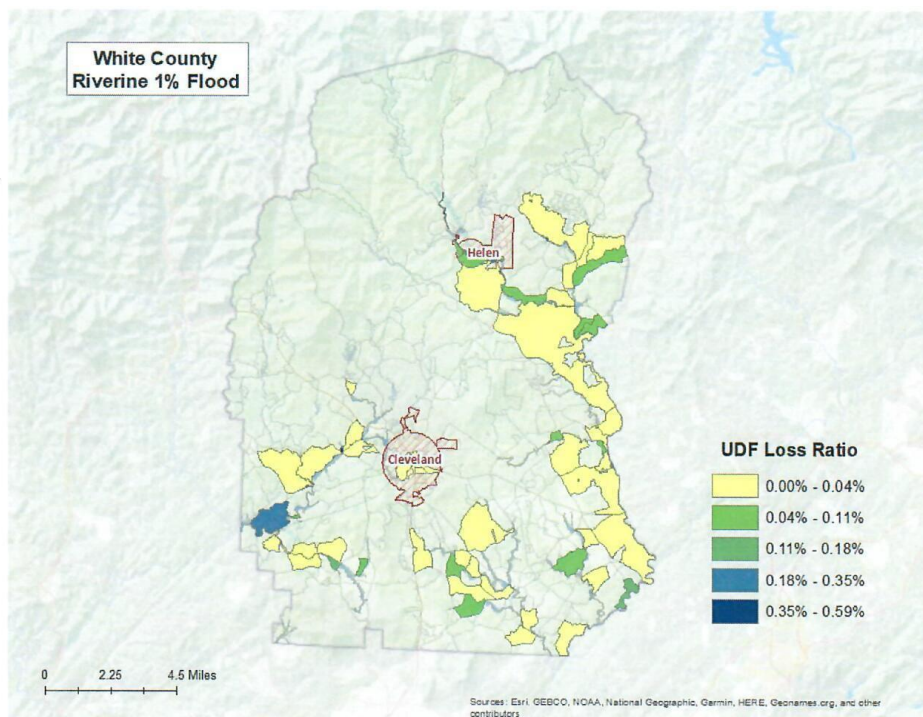 White County
Riverine 1% Flood
Helen
Cleveland
UDF Loss Ratio
0.00% - 0.04%
0.04% - 0.11%
0.11% - 0.18%
0.18% - 0.35%
0.35% - 0.59%
0 2.25 4.5 Miles
Sources: Esri, GEBCO, NOAA, National Geographic, Garmin, HERE, Geonames.org, and other
contributors